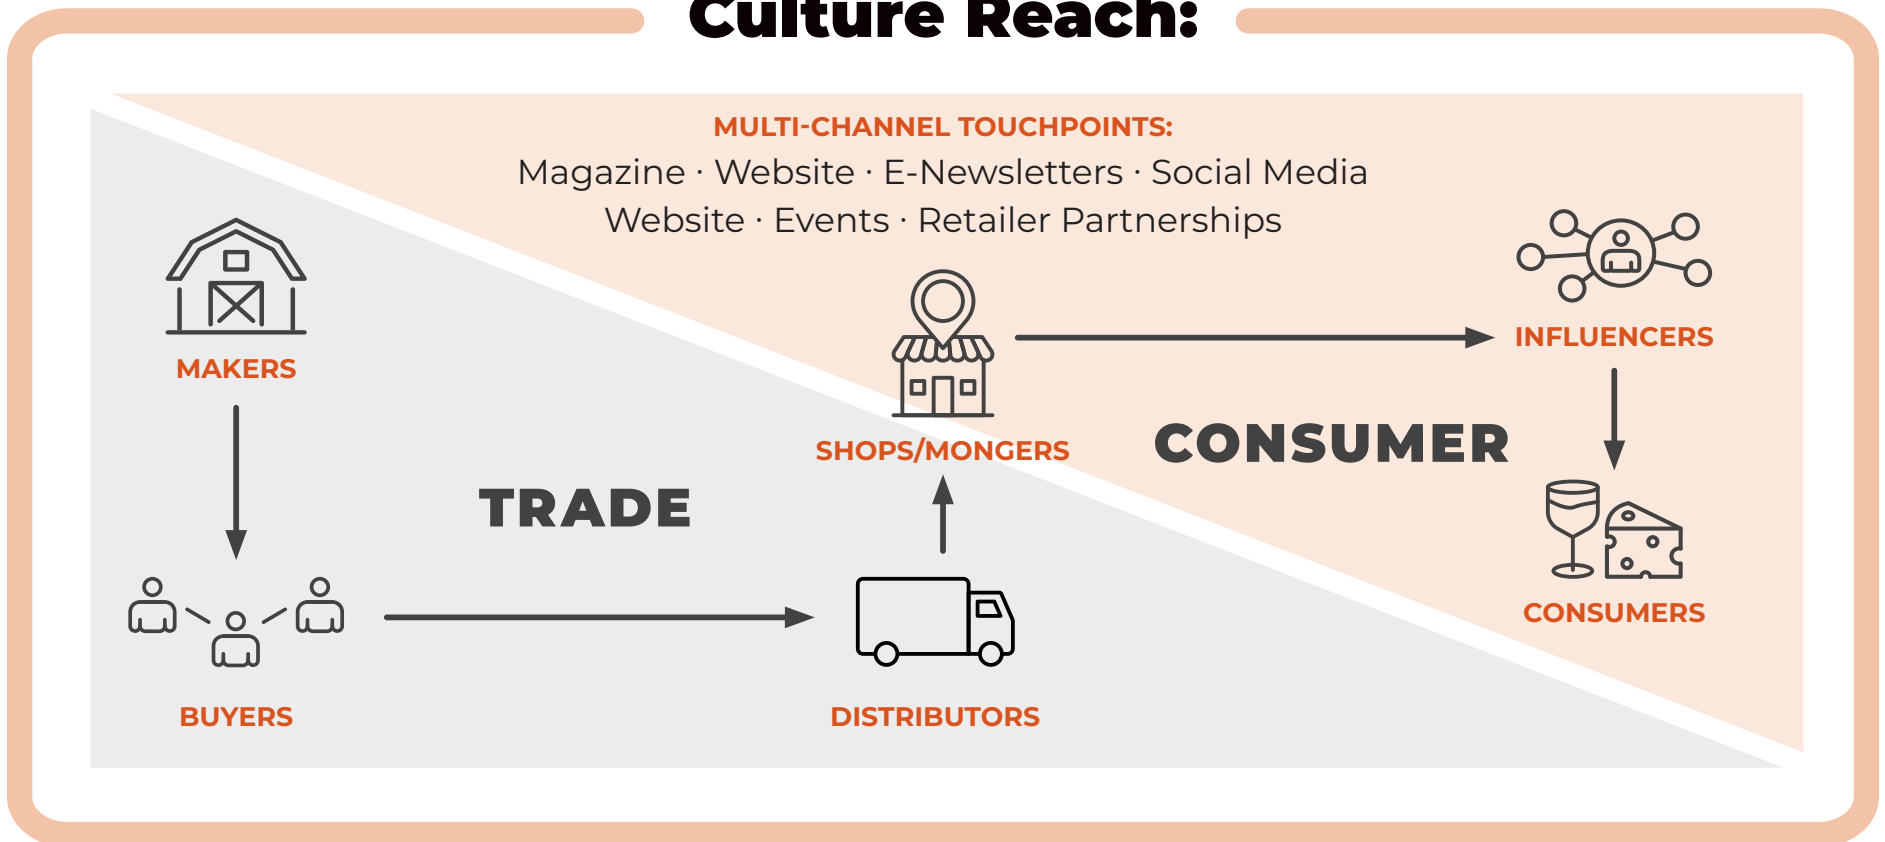 Culture Reach:
MULTI-CHANNEL TOUCHPOINTS:
Magazine · Website · E-Newsletters · Social Media
Website · Events · Retailer Partnerships
MAKERS
INFLUENCERS
SHOPS/MONGERS
CONSUMER
TRADE
CONSUMERS
BUYERS
DISTRIBUTORS